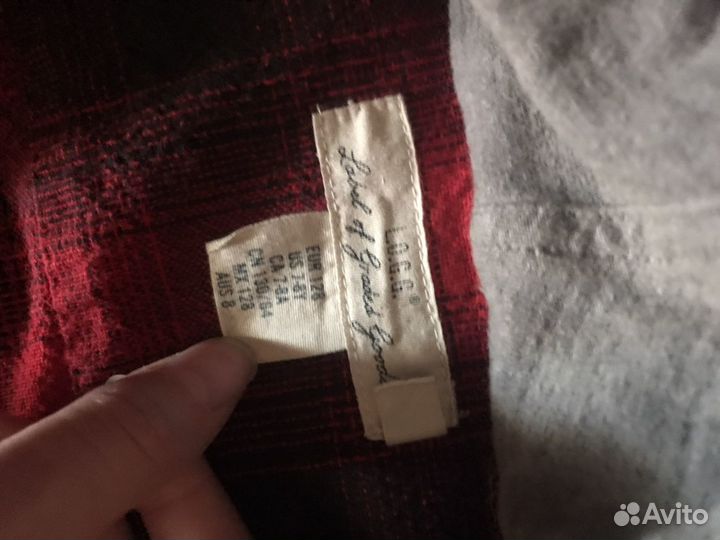 L.O.G.G.®
Label of Graded Goods
EUR 128
US 7-8Y
CA 7-8A
CN 130/64
MX 128
AUS 8
Avito